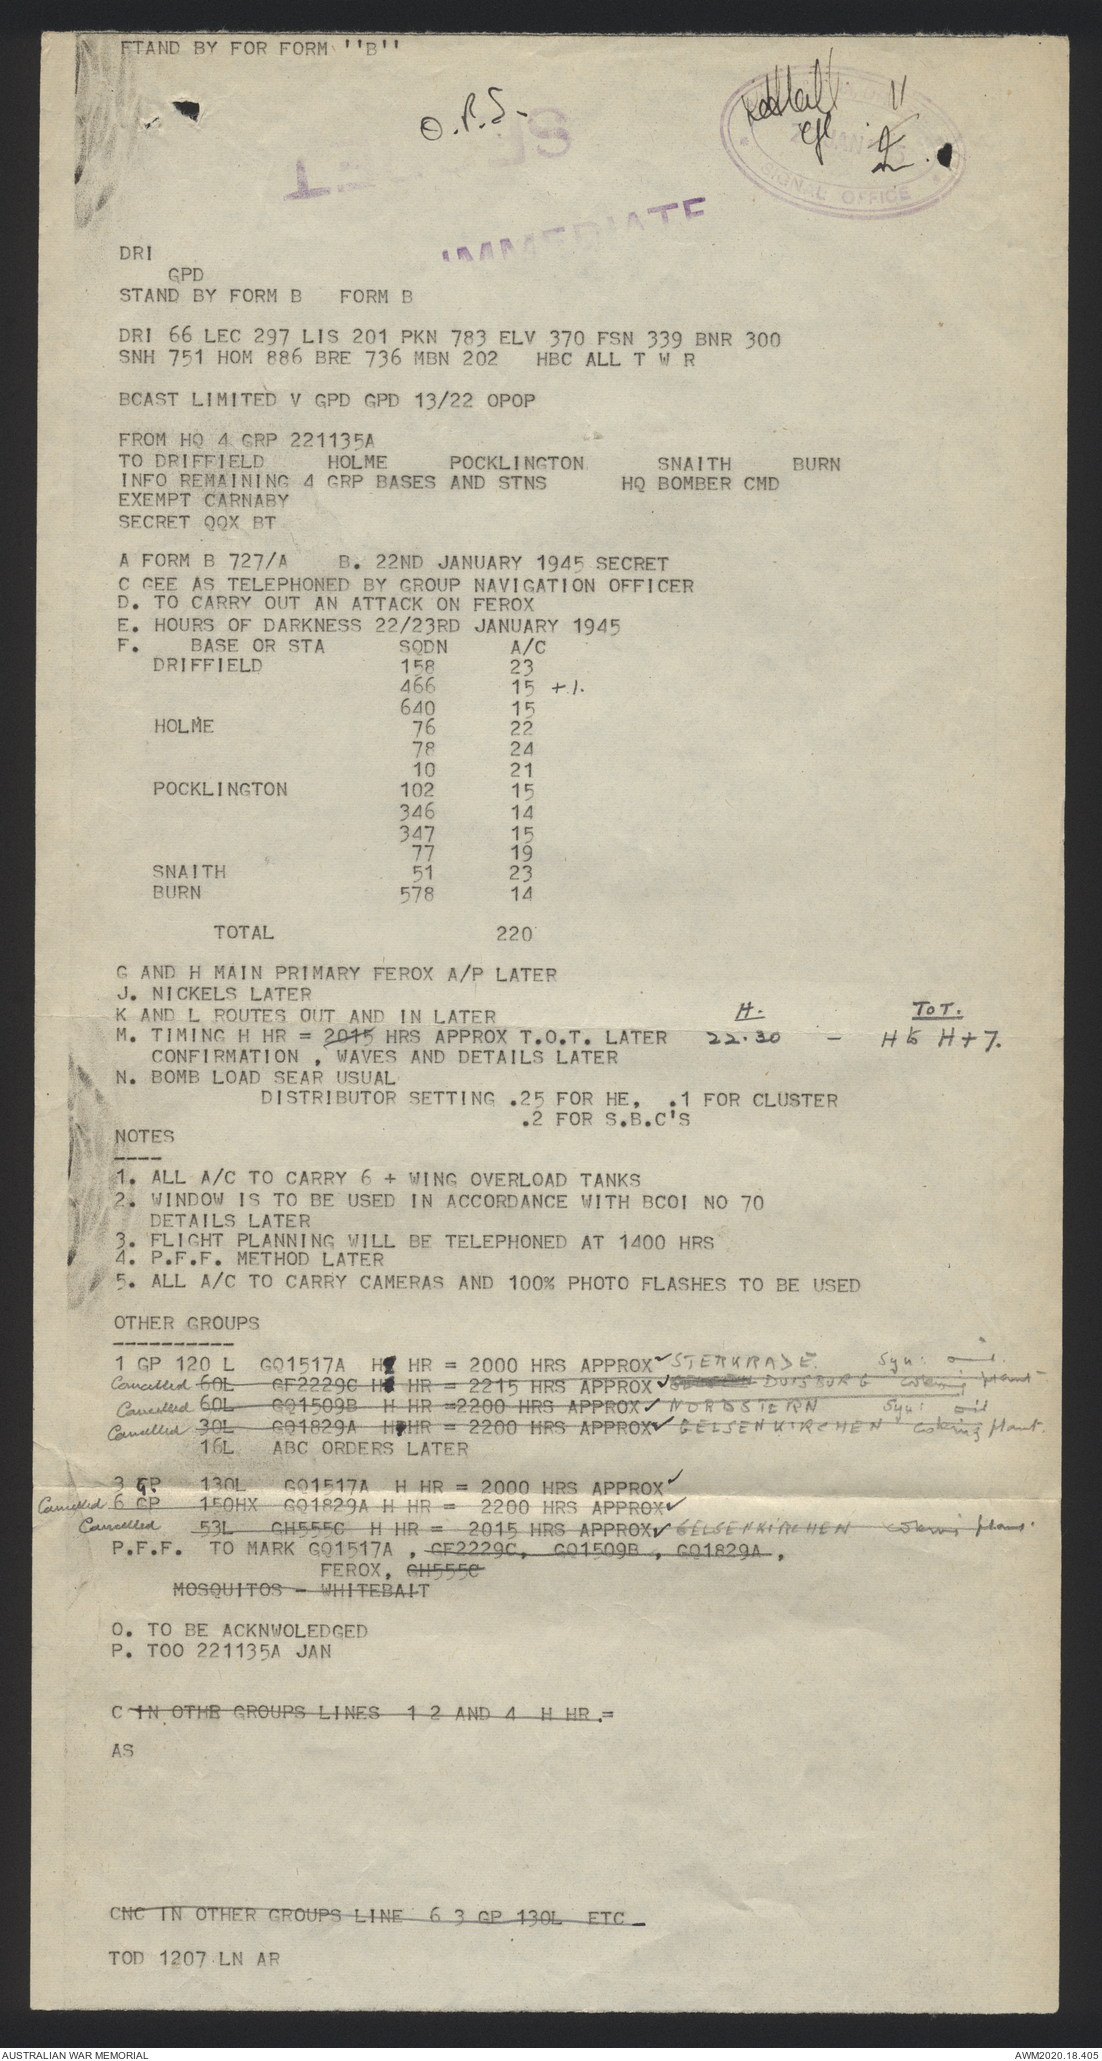 FTAND BY FOR FORM ''B''
O.P.S.
IMMEDIATE
JAN
SIGNAL OFFICE
DRI
GPD
STAND BY FORM B FORM B
DRI 66 LEC 297 LIS 201 PKN 783 ELV 370 FSN 339 BNR 300
SNH 751 HOM 886 BRE 736 MBN 202 HBC ALL T W R
BCAST LIMITED V GPD GPD 13/22 OPOP
FROM HQ 4 GRP 221135A
TO DRIFFIELD HOLME POCKLINGTON SNAITH BURN
INFO REMAINING 4 GRP BASES AND STNS HQ BOMBER CMD
EXEMPT CARNABY
SECRET QQX BT
A FORM B 727/A B. 22ND JANUARY 1945 SECRET
C GEE AS TELEPHONED BY GROUP NAVIGATION OFFICER
D. TO CARRY OUT AN ATTACK ON FEROX
E. HOURS OF DARKNESS 22/23RD JANUARY 1945
F. BASE OR STA SQDN A/C
DRIFFIELD 158 23
466 15 +1.
640 15
HOLME 76 22
78 24
10 21
POCKLINGTON 102 15
346 14
347 15
77 19
SNAITH 51 23
BURN 578 14
TOTAL 220
G AND H MAIN PRIMARY FEROX A/P LATER
J. NICKELS LATER
K AND L ROUTES OUT AND IN LATER H. TOT.
M. TIMING H HR = 2015 HRS APPROX T.O.T. LATER 22.30 - H to H+7.
CONFIRMATION , WAVES AND DETAILS LATER
N. BOMB LOAD SEAR USUAL
DISTRIBUTOR SETTING .25 FOR HE, .1 FOR CLUSTER
.2 FOR S.B.C'S
NOTES
----
1. ALL A/C TO CARRY 6 + WING OVERLOAD TANKS
2. WINDOW IS TO BE USED IN ACCORDANCE WITH BCOI NO 70
DETAILS LATER
3. FLIGHT PLANNING WILL BE TELEPHONED AT 1400 HRS
4. P.F.F. METHOD LATER
5. ALL A/C TO CARRY CAMERAS AND 100% PHOTO FLASHES TO BE USED
OTHER GROUPS
----------
1 GP 120 L GQ1517A H HR = 2000 HRS APPROX ✓ STERKRADE. Syn: oil.
Cancelled 60L GF2229C H HR = 2215 HRS APPROX ✓ DUISBURG coking plant
Cancelled 60L GQ1509B H HR =2200 HRS APPROX ✓ NORDSTERN Syn: oil
Cancelled 30L GQ1829A H HR = 2200 HRS APPROX ✓ GELSENKIRCHEN coking plant.
16L ABC ORDERS LATER
3 GP 130L GQ1517A H HR = 2000 HRS APPROX ✓
Cancelled 6 GP 150HX GQ1829A H HR = 2200 HRS APPROX ✓
Cancelled 53L GH555C H HR = 2015 HRS APPROX ✓ GELSENKIRCHEN coking plant.
P.F.F. TO MARK GQ1517A , GF2229C, GQ1509B , GQ1829A ,
FEROX, GH555C
MOSQUITOS - WHITEBAIT
O. TO BE ACKNWOLEDGED
P. TOO 221135A JAN
C IN OTHR GROUPS LINES 1 2 AND 4 H HR.=
AS
CNC IN OTHER GROUPS LINE 6 3 GP 130L ETC
TOD 1207 LN AR
AUSTRALIAN WAR MEMORIAL AWM2020.18.405